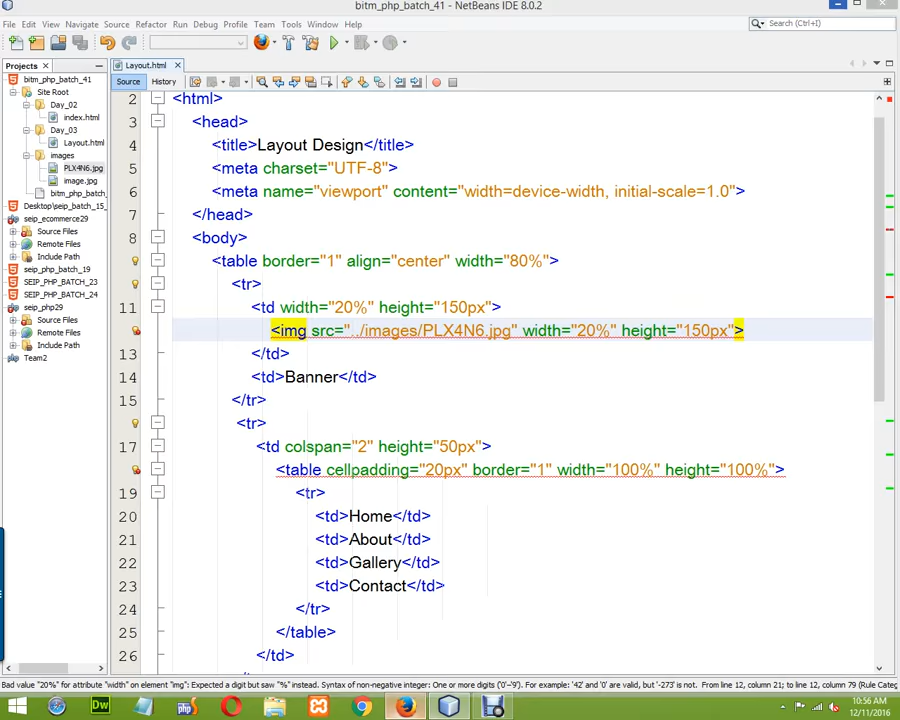 bitm_php_batch_41 - NetBeans IDE 8.0.2
File Edit View Navigate Source Refactor Run Debug Profile Team Tools Window Help
Search (Ctrl+I)
Projects
Layout.html
Source History
bitm_php_batch_41
Site Root
Day_02
index.html
Day_03
Layout.html
images
PLX4N6.jpg
image.jpg
bitm_php_batch_
Desktop\seip_batch_15_
seip_ecommerce29
Source Files
Remote Files
Include Path
seip_php_batch_19
SEIP_PHP_BATCH_23
SEIP_PHP_BATCH_24
seip_php29
Source Files
Remote Files
Include Path
Team2
2 <html>
3 <head>
4 <title>Layout Design</title>
5 <meta charset="UTF-8">
6 <meta name="viewport" content="width=device-width, initial-scale=1.0">
7 </head>
8 <body>
<table border="1" align="center" width="80%">
<tr>
11 <td width="20%" height="150px">
<img src="../images/PLX4N6.jpg" width="20%" height="150px">
13 </td>
14 <td>Banner</td>
15 </tr>
<tr>
17 <td colspan="2" height="50px">
<table cellpadding="20px" border="1" width="100%" height="100%">
19 <tr>
20 <td>Home</td>
21 <td>About</td>
22 <td>Gallery</td>
23 <td>Contact</td>
24 </tr>
25 </table>
26 </td>
Bad value "20%" for attribute "width" on element "img": Expected a digit but saw "%" instead. Syntax of non-negative integer: One or more digits ('0'–'9'). For example: '42' and '0' are valid, but '-273' is not. From line 12, column 21; to line 12, column 79 (Rule Categ
Dw
php
10:56 AM
12/11/2016